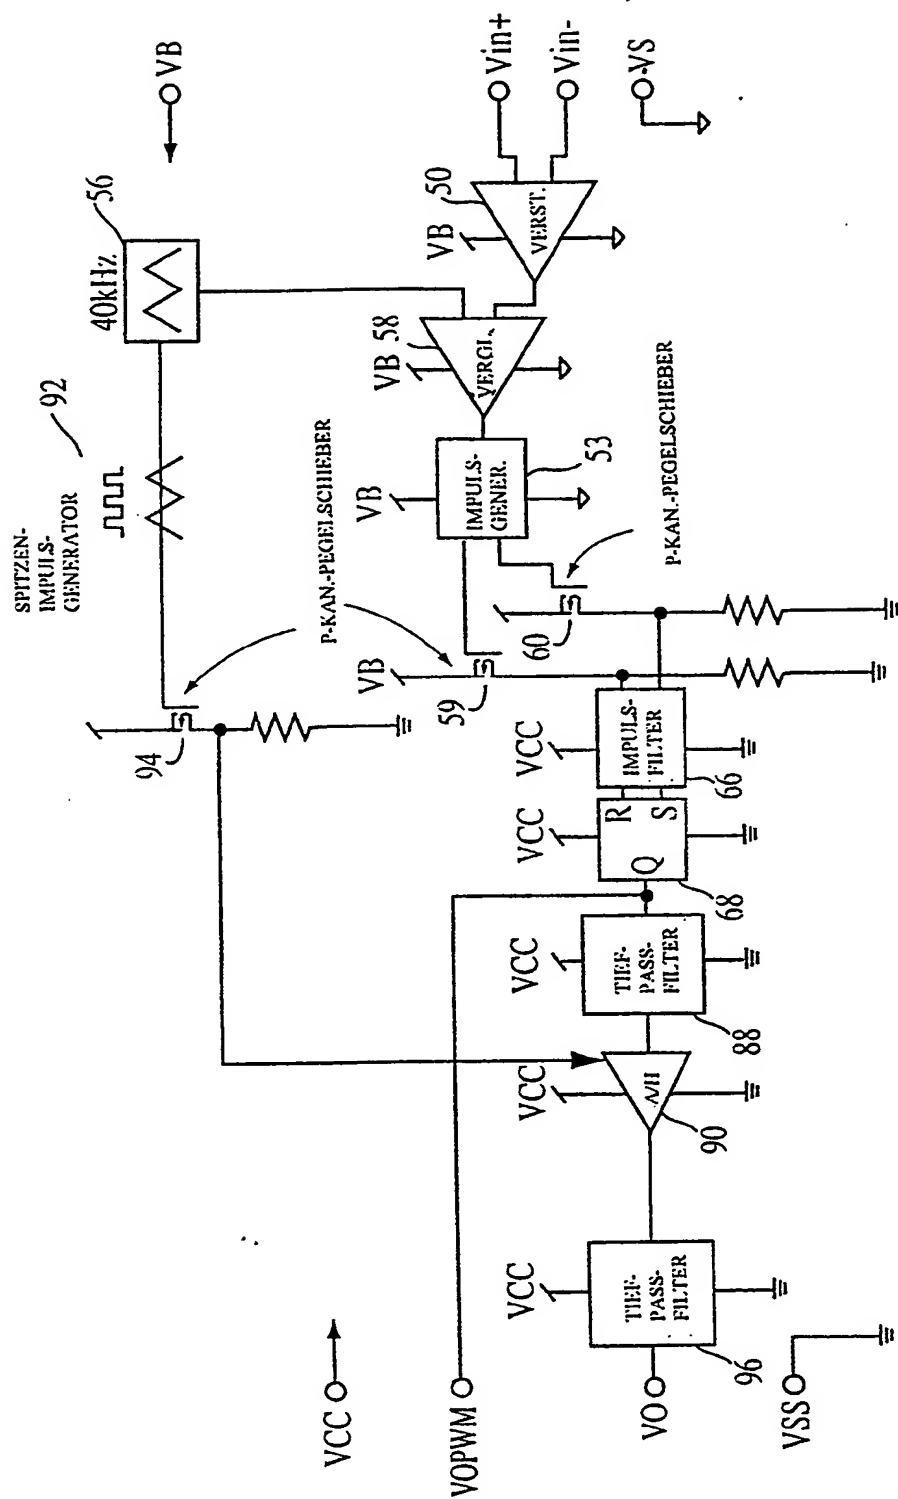 VCC
VOPWM
VO
VSS
SPITZEN-
IMPULS-
GENERATOR
92
40kHz
56
VB
94
P-KAN.-PEGELSCHIEBER
VB
59
60
P-KAN.-PEGELSCHIEBER
VB
IMPULS-
GENER.
53
VB
58
VERGL.
VB
50
VERST.
Vin+
Vin-
-VS
VCC
TIEF-
PASS-
FILTER
96
VCC
90
VCC
TIEF-
PASS-
FILTER
88
VCC
Q
R
S
68
VCC
IMPULS-
FILTER
66